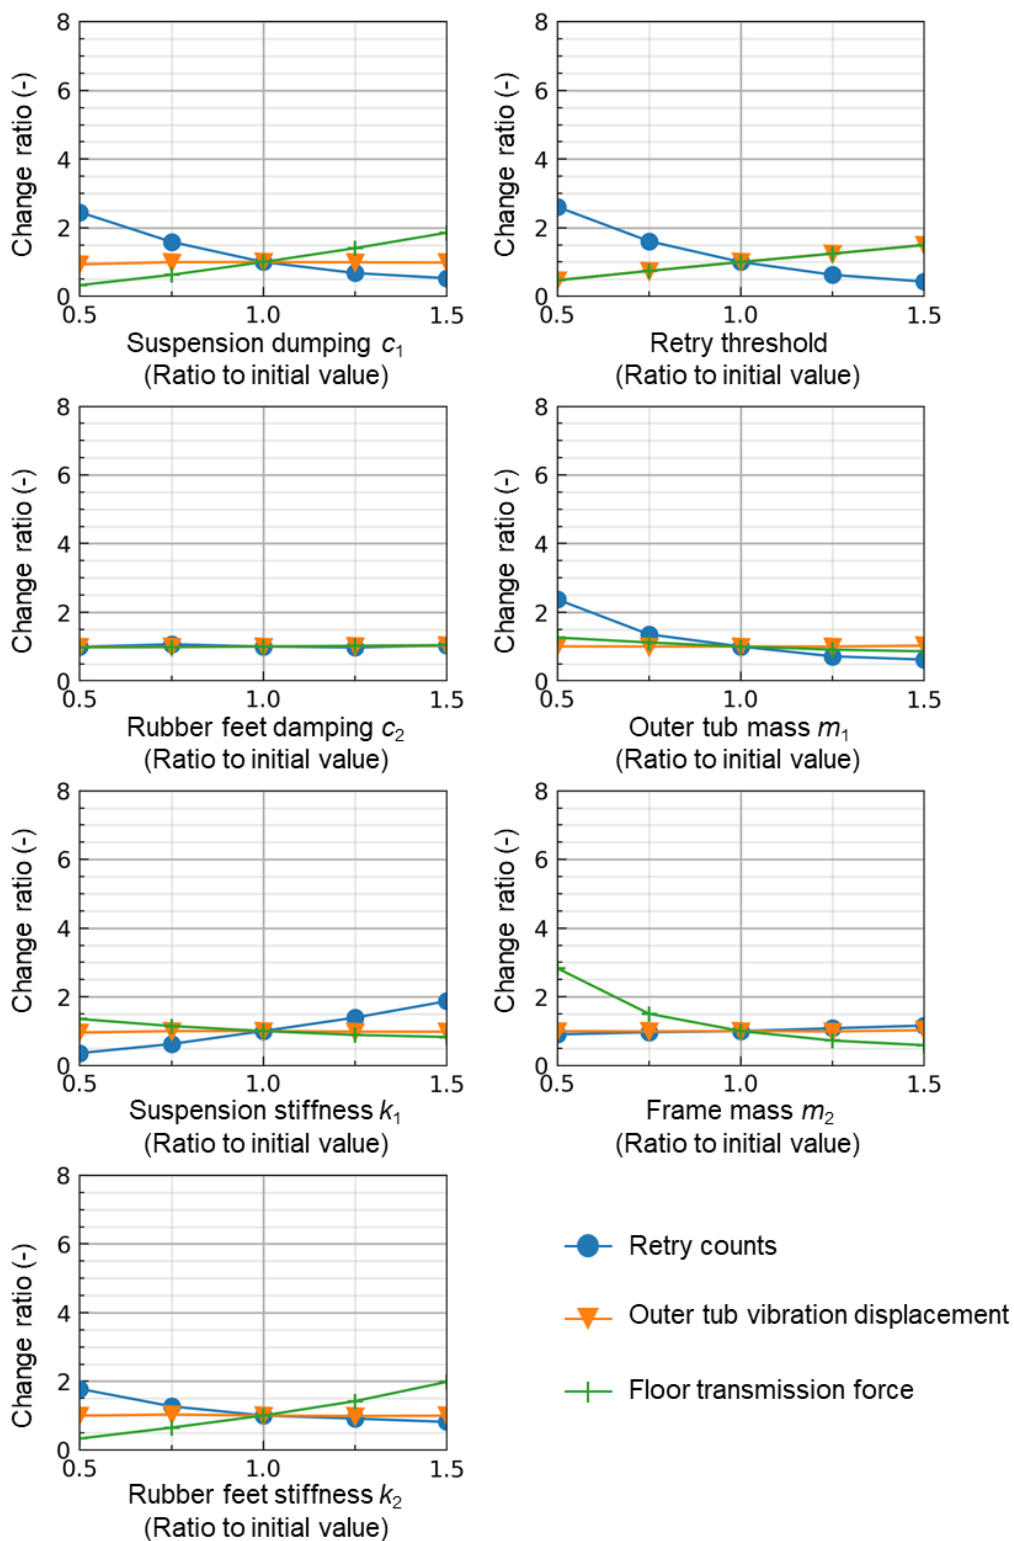 8
6
4
2
0
Change ratio (-)
0.5
1.0
1.5
Suspension dumping c₁
(Ratio to initial value)
8
6
4
2
0
Change ratio (-)
0.5
1.0
1.5
Retry threshold
(Ratio to initial value)
8
6
4
2
0
Change ratio (-)
0.5
1.0
1.5
Rubber feet damping c₂
(Ratio to initial value)
8
6
4
2
0
Change ratio (-)
0.5
1.0
1.5
Outer tub mass m₁
(Ratio to initial value)
8
6
4
2
0
Change ratio (-)
0.5
1.0
1.5
Suspension stiffness k₁
(Ratio to initial value)
8
6
4
2
0
Change ratio (-)
0.5
1.0
1.5
Frame mass m₂
(Ratio to initial value)
8
6
4
2
0
Change ratio (-)
0.5
1.0
1.5
Rubber feet stiffness k₂
(Ratio to initial value)
Retry counts
Outer tub vibration displacement
Floor transmission force